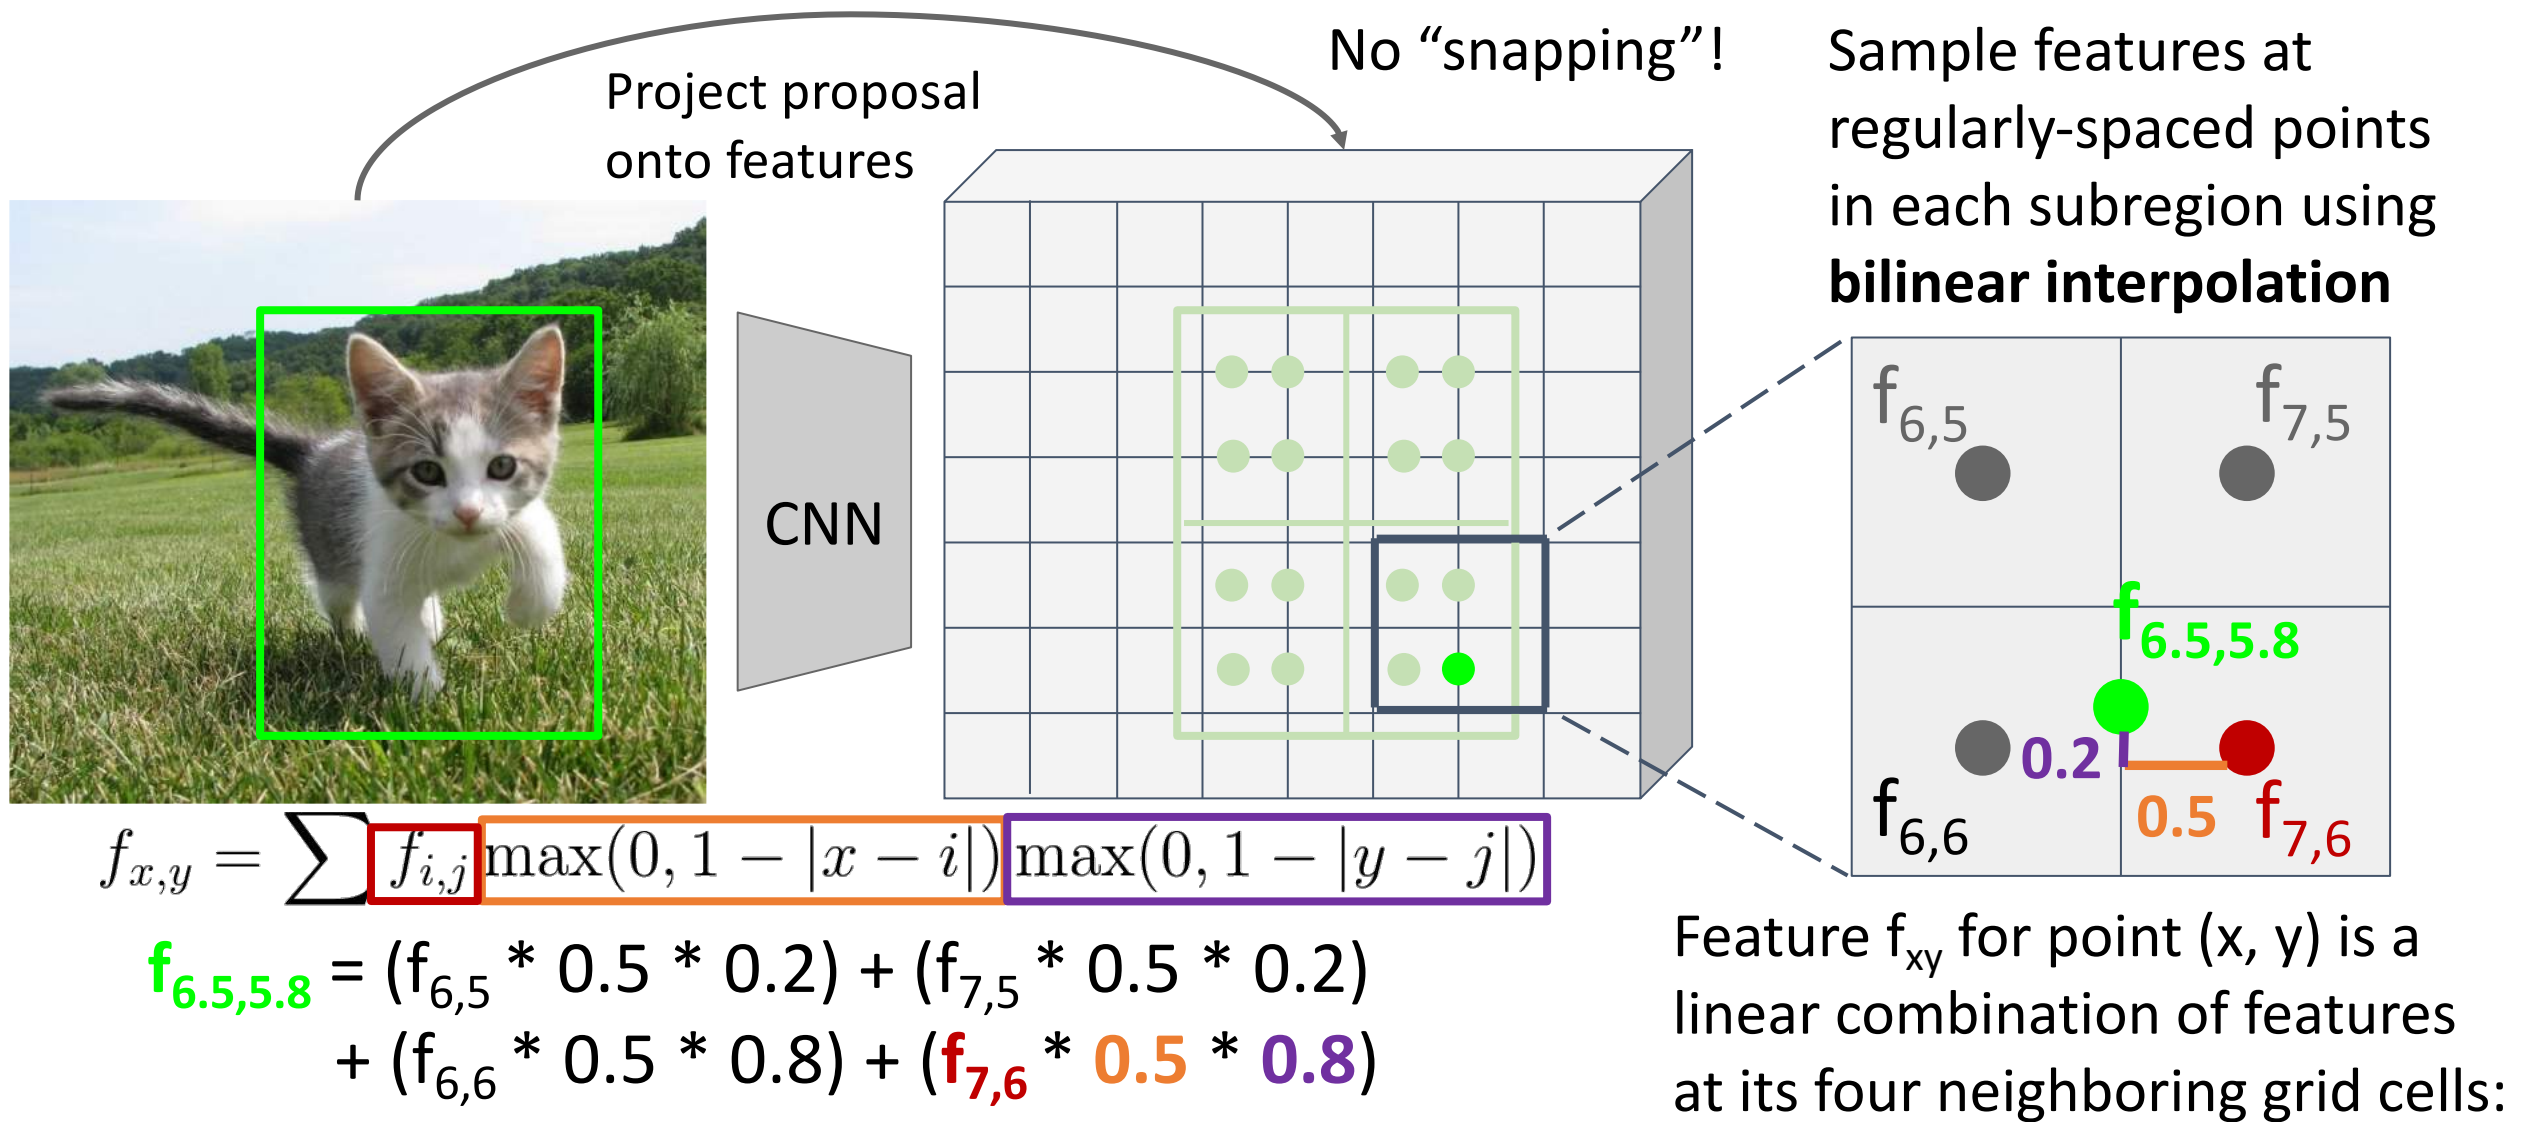 Project proposal
onto features
No “snapping”!
Sample features at
regularly-spaced points
in each subregion using
bilinear interpolation
CNN
f6,5
f7,5
f6.5,5.8
0.2
0.5
f6,6
f7,6
f_{x,y} = ∑ f_{i,j} max(0, 1 − |x − i|) max(0, 1 − |y − j|)
f6.5,5.8 = (f6,5 * 0.5 * 0.2) + (f7,5 * 0.5 * 0.2)
+ (f6,6 * 0.5 * 0.8) + (f7,6 * 0.5 * 0.8)
Feature fxy for point (x, y) is a
linear combination of features
at its four neighboring grid cells: